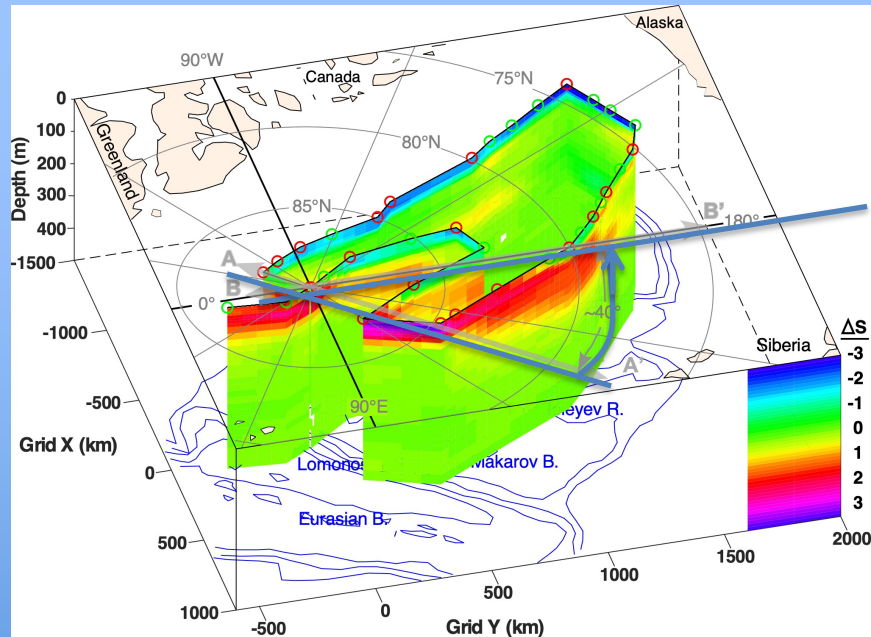 Alaska
90°W
Canada
75°N
0
100
200
300
400
-1500
Depth (m)
Greenland
80°N
85°N
B'
180°
A
B
0°
~40°
Siberia
A'
ΔS
-3
-2
-1
0
1
2
3
-1000
-500
0
500
1000
Grid X (km)
90°E
eyev R.
Lomonos
Makarov B.
Eurasian B.
-500
0
500
1000
1500
2000
Grid Y (km)